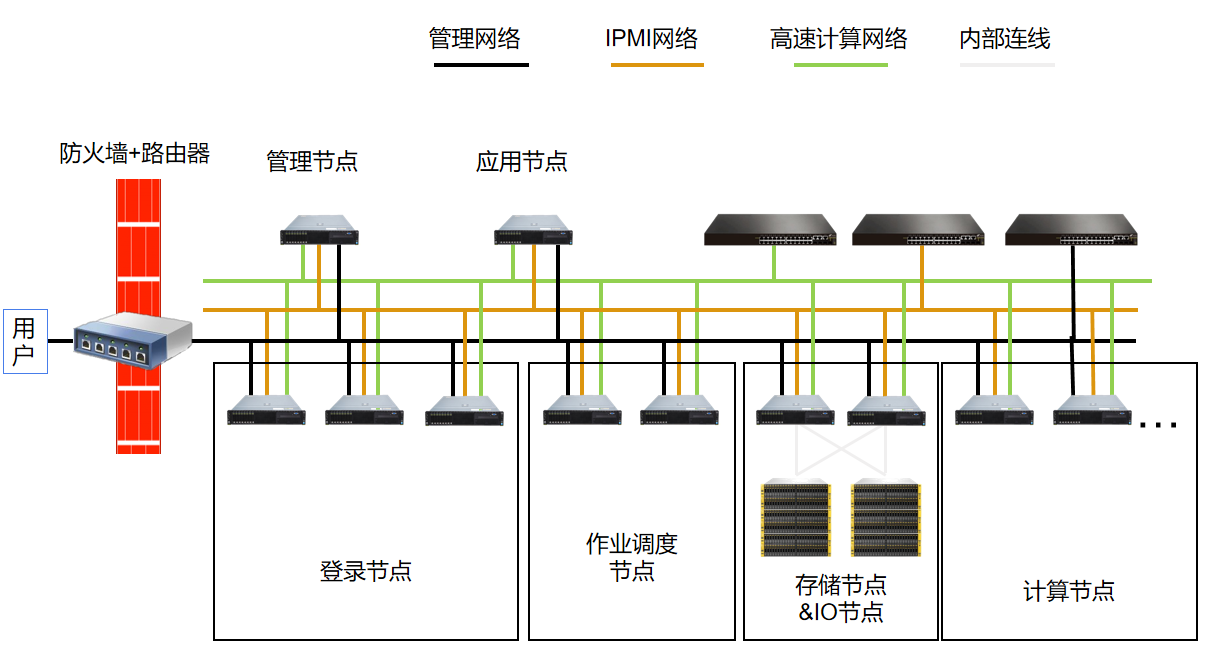 管理网络
IPMI网络
高速计算网络
内部连线
防火墙+路由器
管理节点
应用节点
用
户
登录节点
作业调度
节点
存储节点
&IO节点
计算节点
...